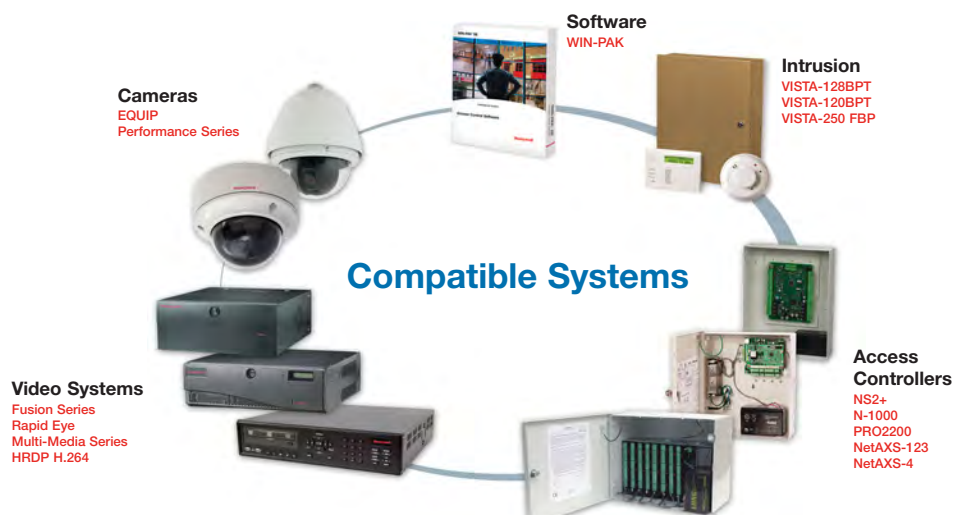 Software
WIN-PAK
Intrusion
VISTA-128BPT
VISTA-120BPT
VISTA-250 FBP
Cameras
EQUIP
Performance Series
Compatible Systems
Access
Controllers
NS2+
N-1000
PRO2200
NetAXS-123
NetAXS-4
Video Systems
Fusion Series
Rapid Eye
Multi-Media Series
HRDP H.264